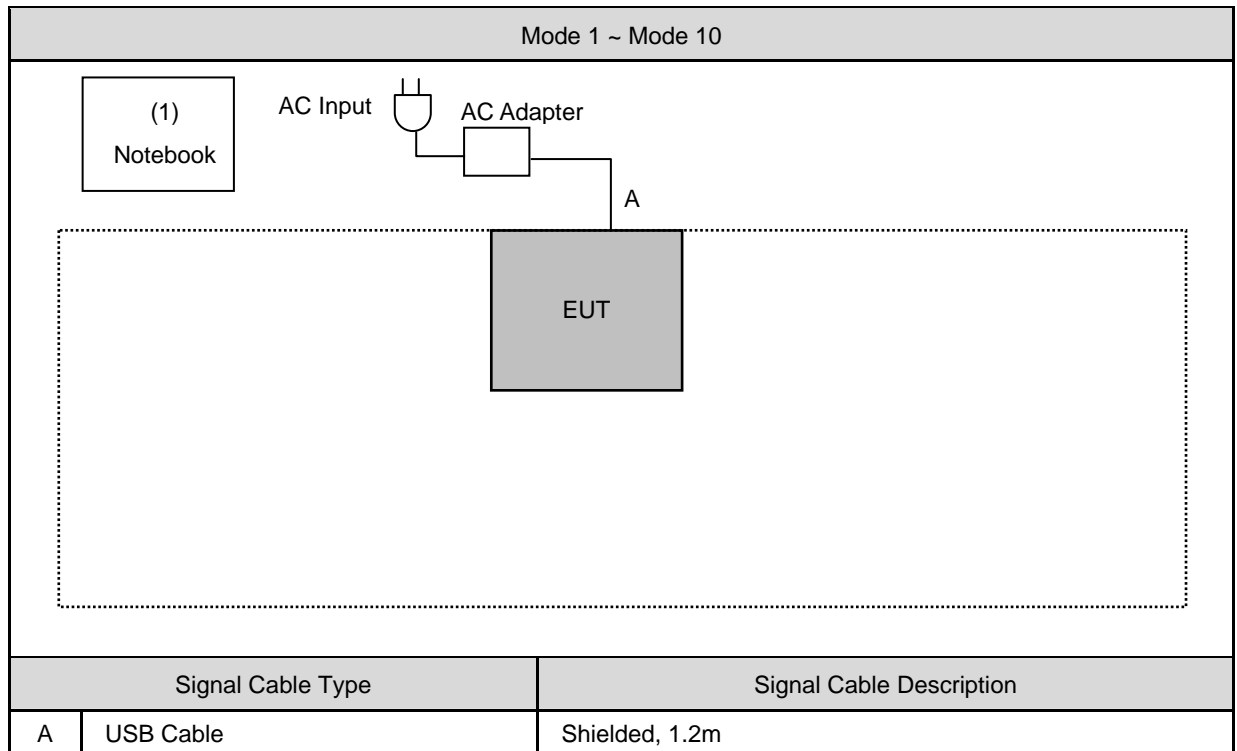 Mode 1 ~ Mode 10
(1)
Notebook
AC Input
AC Adapter
A
EUT
Signal Cable Type
Signal Cable Description
A
USB Cable
Shielded, 1.2m